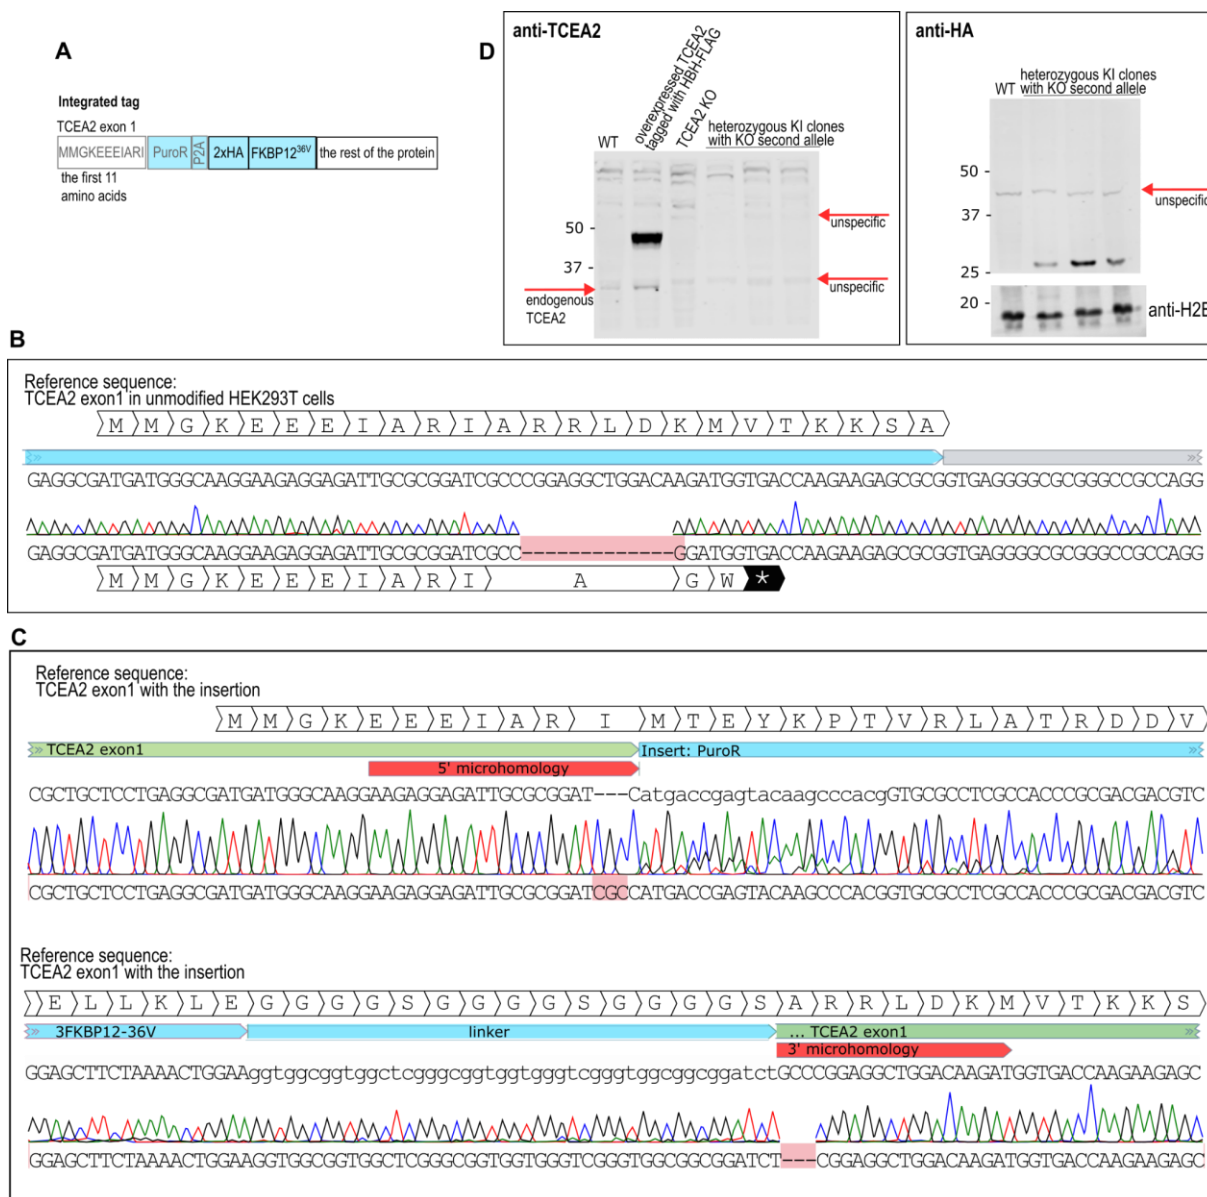 A
Integrated tag
TCEA2 exon 1
MMGKEEEIARI PuroR P2A 2xHA FKBP1236V the rest of the protein
the first 11
amino acids
D
anti-TCEA2
WT
overexpressed TCEA2
tagged with HBH-FLAG
TCEA2 KO
heterozygous KI clones
with KO second allele
50 -
37 -
unspecific
unspecific
endogenous
TCEA2
anti-HA
WT
heterozygous KI clones
with KO second allele
50 -
37 -
25 -
20 -
unspecific
anti-H2B
B
Reference sequence:
TCEA2 exon1 in unmodified HEK293T cells
M M G K E E E I A R I A R R L D K M V T K K S A
GAGGCGATGATGGGCAAGGAAGAGGAGATTGCGCGGATCGCCCGGAGGCTGGACAAGATGGTGACCAAGAAGAGCGCGGTGAGGGGCGCGGGCCGCCAGG
GAGGCGATGATGGGCAAGGAAGAGGAGATTGCGCGGATCGCC-------------GGATGGTGACCAAGAAGAGCGCGGTGAGGGGCGCGGGCCGCCAGG
M M G K E E E I A R I A G W *
C
Reference sequence:
TCEA2 exon1 with the insertion
M M G K E E E I A R I M T E Y K P T V R L A T R D D V
TCEA2 exon1 Insert: PuroR
5' microhomology
CGCTGCTCCTGAGGCGATGATGGGCAAGGAAGAGGAGATTGCGCGGAT---CatgaccgagtacaagcccacgGTGCGCCTCGCCACCCGCGACGACGTC
CGCTGCTCCTGAGGCGATGATGGGCAAGGAAGAGGAGATTGCGCGGATCGCCATGACCGAGTACAAGCCCACGGTGCGCCTCGCCACCCGCGACGACGTC
Reference sequence:
TCEA2 exon1 with the insertion
E L L K L E G G G G S G G G G S G G G G S A R R L D K M V T K K S
3FKBP12-36V linker ... TCEA2 exon1
3' microhomology
GGAGCTTCTAAAACTGGAAggtggcggtggctcgggcggtggtgggtcgggtggcggcggatctGCCCGGAGGCTGGACAAGATGGTGACCAAGAAGAGC
GGAGCTTCTAAAACTGGAAGGTGGCGGTGGCTCGGGCGGTGGTGGGTCGGGTGGCGGCGGATCT---CGGAGGCTGGACAAGATGGTGACCAAGAAGAGC